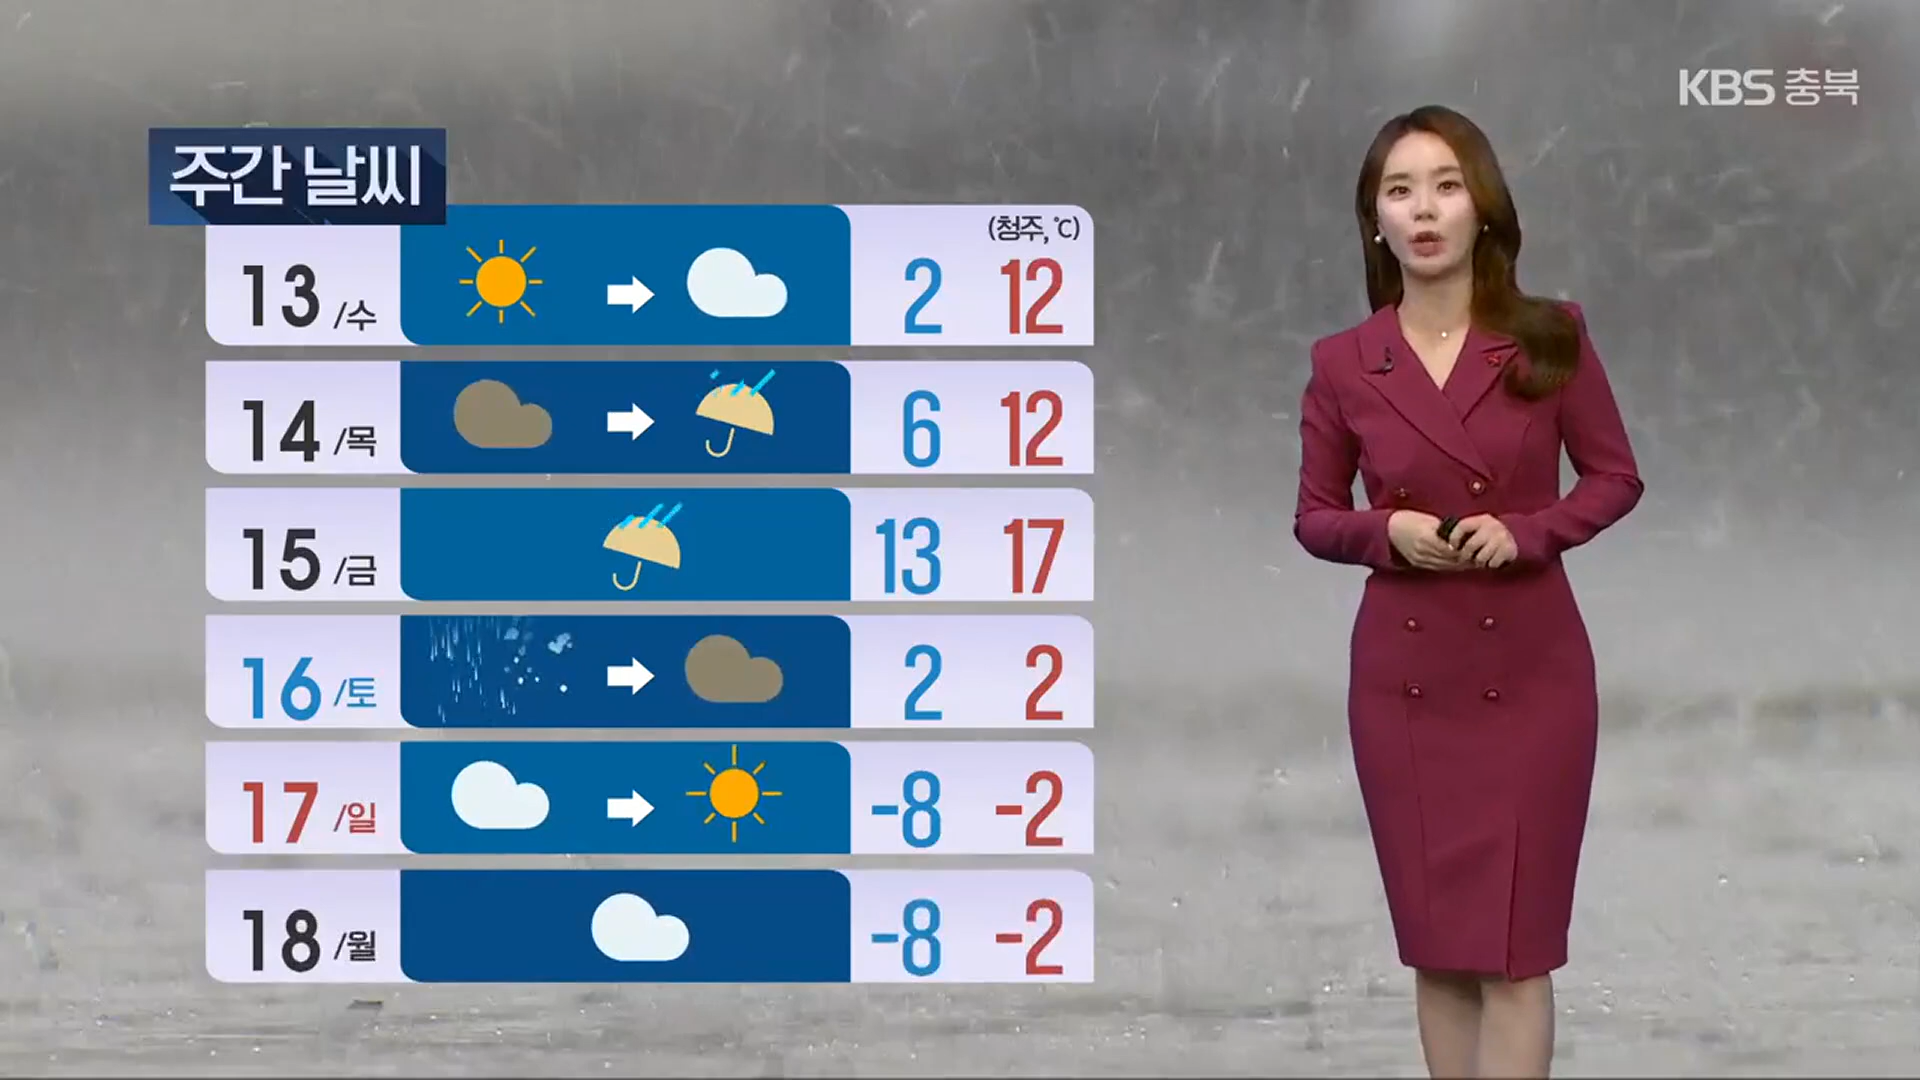 KBS 충북
주간 날씨
(청주, ℃)
13 /수 2 12
14 /목 6 12
15 /금 13 17
16 /토 2 2
17 /일 -8 -2
18 /월 -8 -2